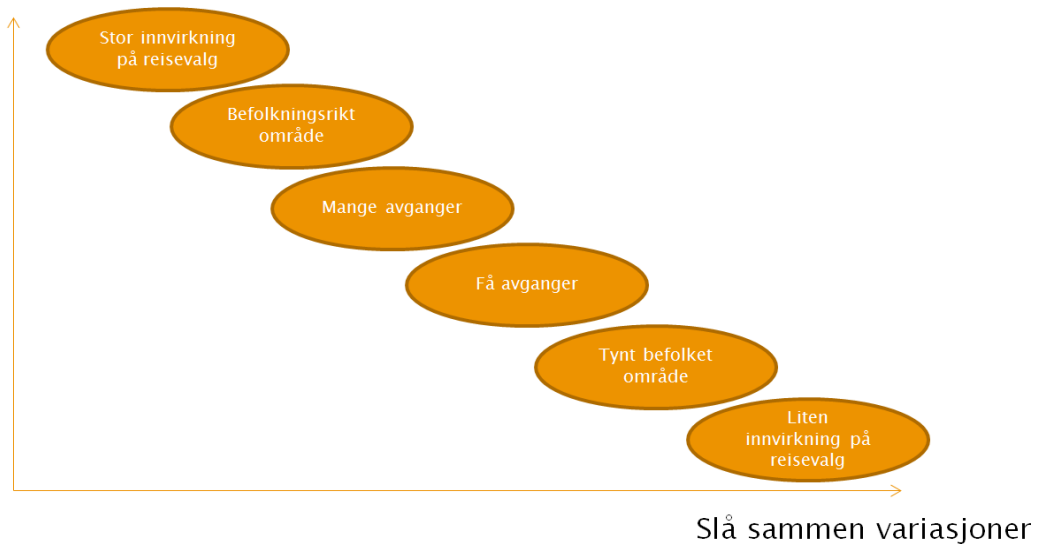 Stor innvirkning
på reisevalg
Befolkningsrikt
område
Mange avganger
Få avganger
Tynt befolket
område
Liten
innvirkning på
reisevalg
Slå sammen variasjoner